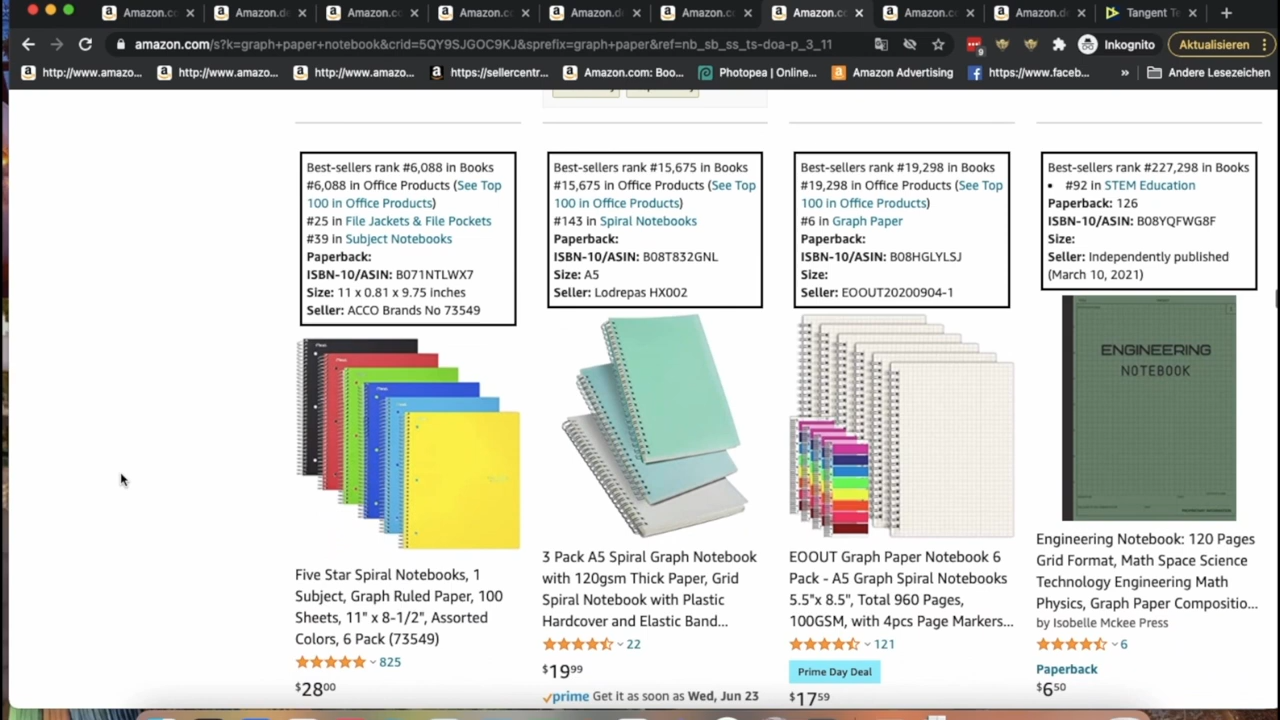 Amazon.c
Amazon.d
Amazon.c
Amazon.c
Amazon.d
Amazon.c
Amazon.c
Amazon.c
Amazon.d
Tangent Te
amazon.com/s?k=graph+paper+notebook&crid=5QY9SJGOC9KJ&sprefix=graph+paper&ref=nb_sb_ss_ts-doa-p_3_11
9
Inkognito
Aktualisieren
http://www.amazo...
http://www.amaz...
http://www.amaz...
https://sellercentr...
Amazon.com: Boo...
Photopea | Online...
Amazon Advertising
https://www.faceb...
»
Andere Lesezeichen
Best-sellers rank #6,088 in Books
#6,088 in Office Products (See Top
100 in Office Products)
#25 in File Jackets & File Pockets
#39 in Subject Notebooks
Paperback:
ISBN-10/ASIN: B071NTLWX7
Size: 11 x 0.81 x 9.75 inches
Seller: ACCO Brands No 73549
Five Star Spiral Notebooks, 1
Subject, Graph Ruled Paper, 100
Sheets, 11" x 8-1/2", Assorted
Colors, 6 Pack (73549)
825
$28 00
Best-sellers rank #15,675 in Books
#15,675 in Office Products (See Top
100 in Office Products)
#143 in Spiral Notebooks
Paperback:
ISBN-10/ASIN: B08T832GNL
Size: A5
Seller: Lodrepas HX002
3 Pack A5 Spiral Graph Notebook
with 120gsm Thick Paper, Grid
Spiral Notebook with Plastic
Hardcover and Elastic Band...
22
$19 99
prime Get it as soon as Wed, Jun 23
Best-sellers rank #19,298 in Books
#19,298 in Office Products (See Top
100 in Office Products)
#6 in Graph Paper
Paperback:
ISBN-10/ASIN: B08HGLYLSJ
Size:
Seller: EOOUT20200904-1
EOOUT Graph Paper Notebook 6
Pack - A5 Graph Spiral Notebooks
5.5"x 8.5", Total 960 Pages,
100GSM, with 4pcs Page Markers...
121
Prime Day Deal
$17 59
Best-sellers rank #227,298 in Books
• #92 in STEM Education
Paperback: 126
ISBN-10/ASIN: B08YQFWG8F
Size:
Seller: Independently published
(March 10, 2021)
ENGINEERING
NOTEBOOK
Engineering Notebook: 120 Pages
Grid Format, Math Space Science
Technology Engineering Math
Physics, Graph Paper Compositio...
by Isobelle Mckee Press
6
Paperback
$6 50